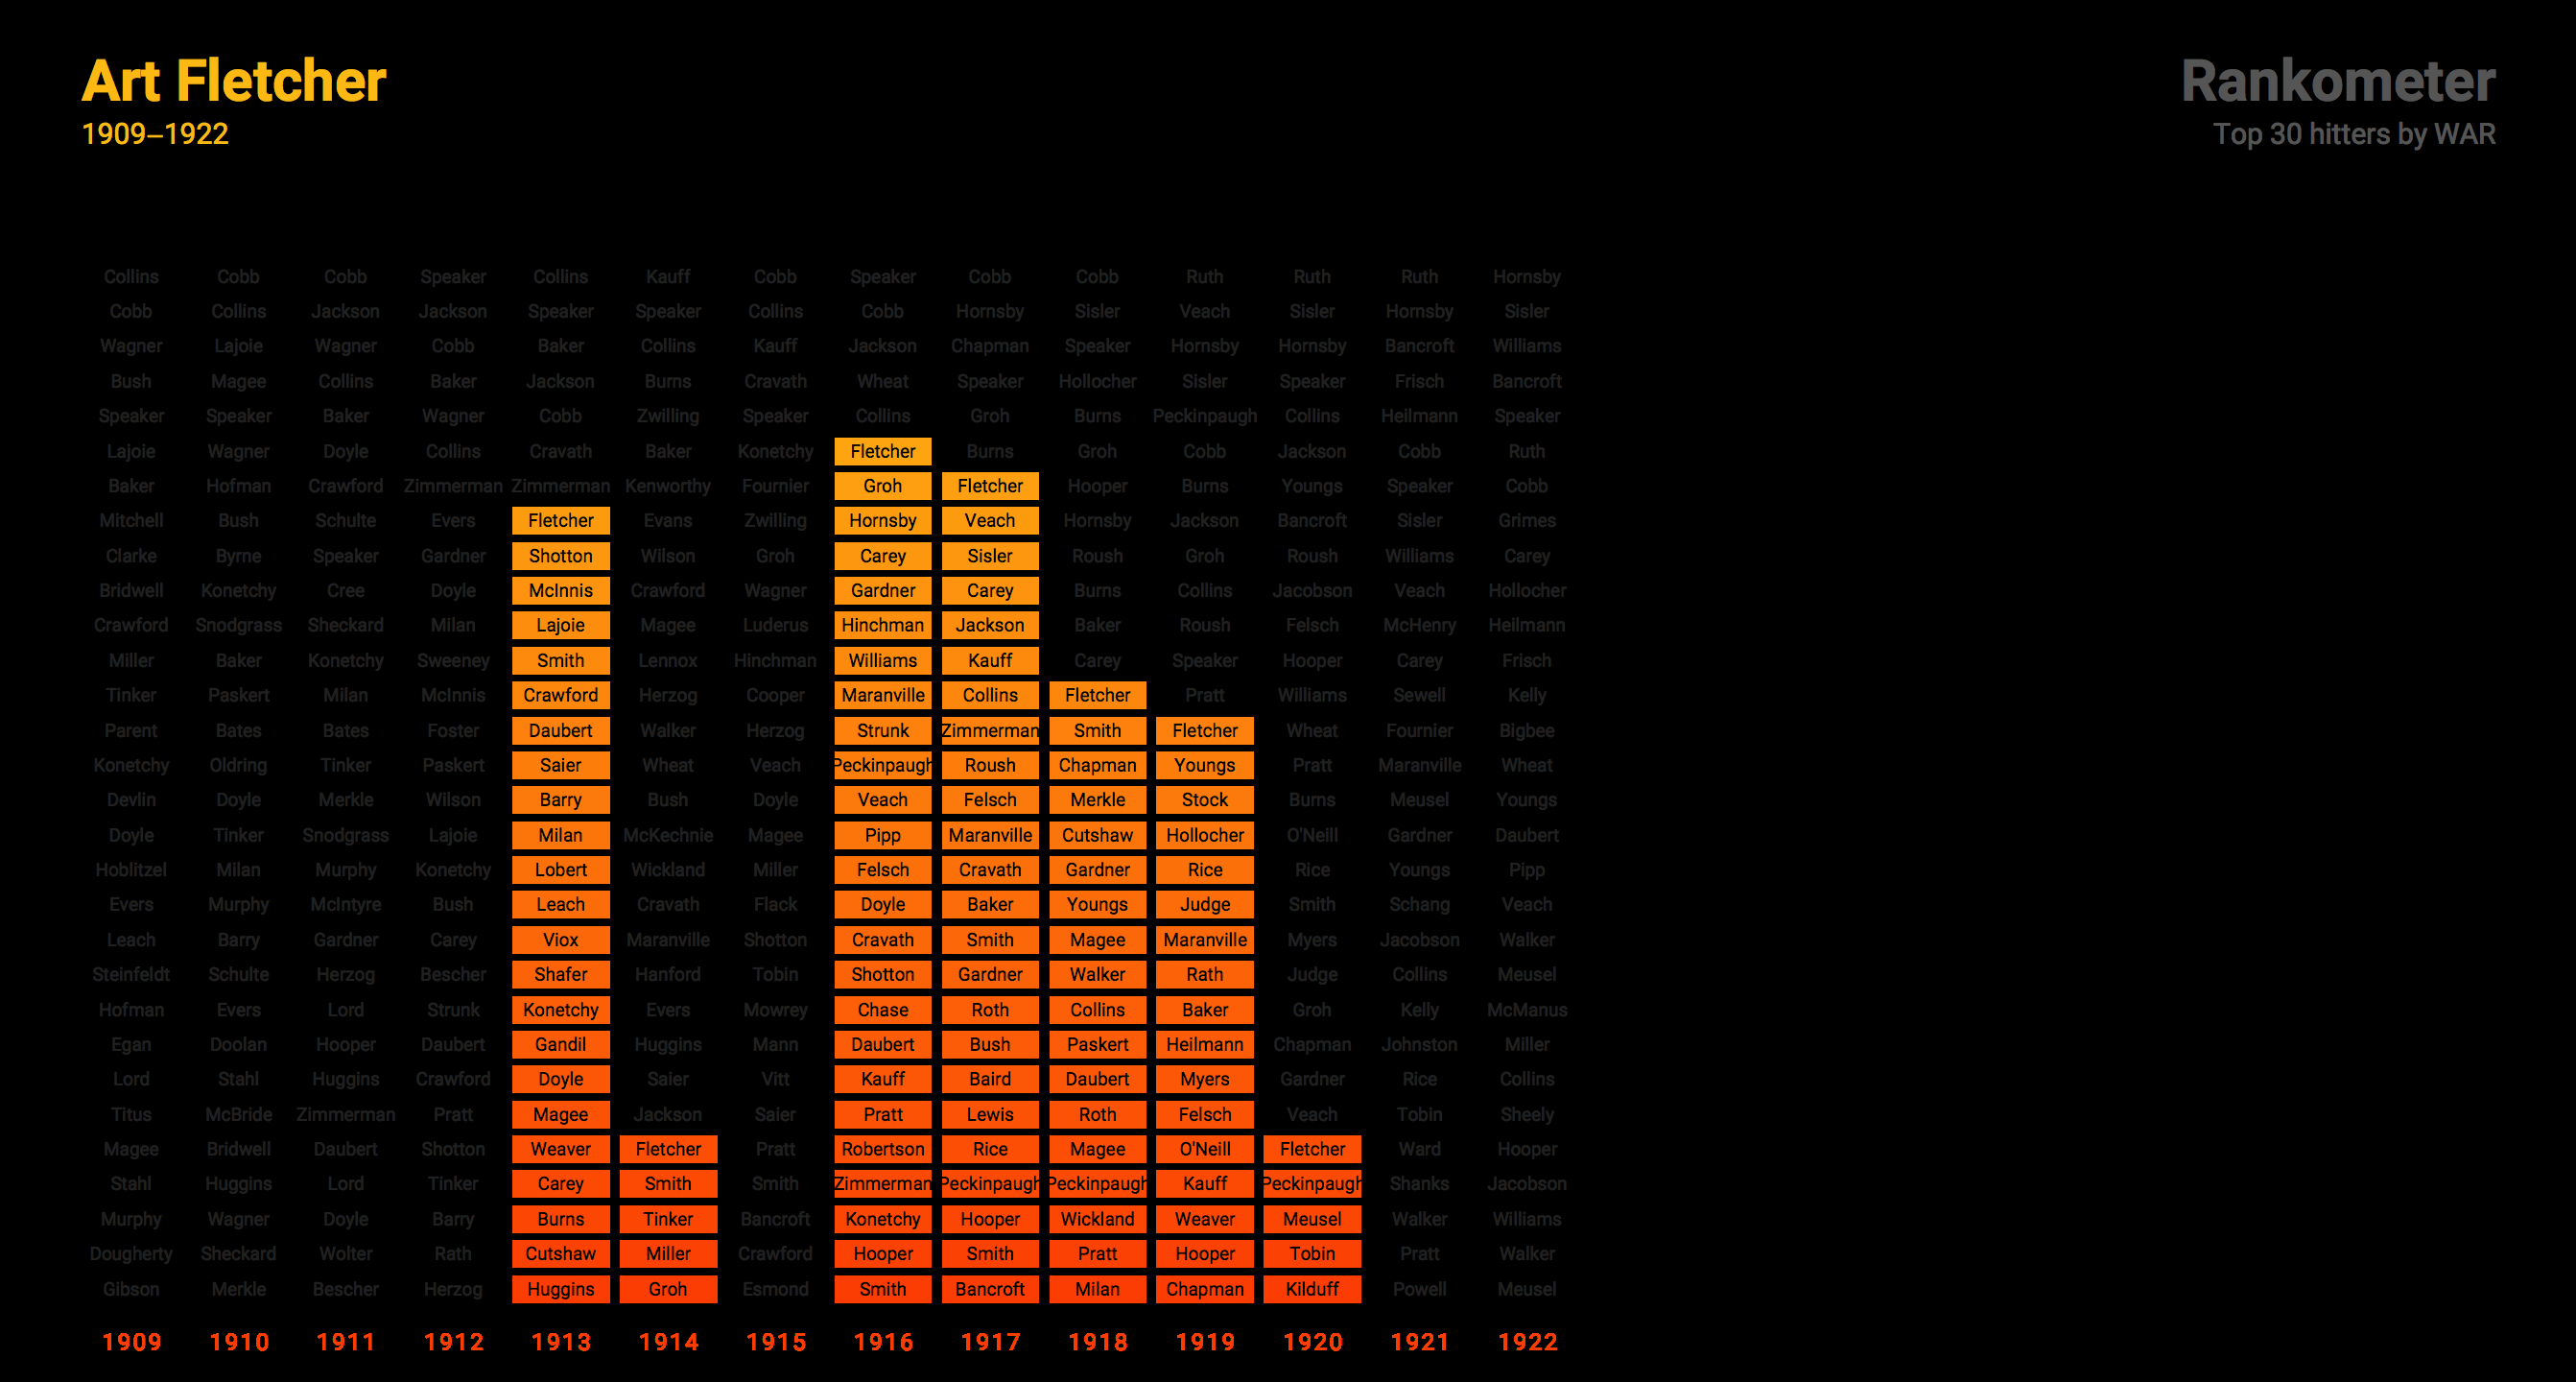 Art Fletcher
1909–1922
Rankometer
Top 30 hitters by WAR
Collins Cobb Cobb Speaker Collins Kauff Cobb Speaker Cobb Cobb Ruth Ruth Ruth Hornsby
Cobb Collins Jackson Jackson Speaker Speaker Collins Cobb Hornsby Sisler Veach Sisler Hornsby Sisler
Wagner Lajoie Wagner Cobb Baker Collins Kauff Jackson Chapman Speaker Hornsby Hornsby Bancroft Williams
Bush Magee Collins Baker Jackson Burns Cravath Wheat Speaker Hollocher Sisler Speaker Frisch Bancroft
Speaker Speaker Baker Wagner Cobb Zwilling Speaker Collins Groh Burns Peckinpaugh Collins Heilmann Speaker
Lajoie Wagner Doyle Collins Cravath Baker Konetchy Fletcher Burns Groh Cobb Jackson Cobb Ruth
Baker Hofman Crawford Zimmerman Zimmerman Kenworthy Fournier Groh Fletcher Hooper Burns Youngs Speaker Cobb
Mitchell Bush Schulte Evers Fletcher Evans Zwilling Hornsby Veach Hornsby Jackson Bancroft Sisler Grimes
Clarke Byrne Speaker Gardner Shotton Wilson Groh Carey Sisler Roush Groh Roush Williams Carey
Bridwell Konetchy Cree Doyle McInnis Crawford Wagner Gardner Carey Burns Collins Jacobson Veach Hollocher
Crawford Snodgrass Sheckard Milan Lajoie Magee Luderus Hinchman Jackson Baker Roush Felsch McHenry Heilmann
Miller Baker Konetchy Sweeney Smith Lennox Hinchman Williams Kauff Carey Speaker Hooper Carey Frisch
Tinker Paskert Milan McInnis Crawford Herzog Cooper Maranville Collins Fletcher Pratt Williams Sewell Kelly
Parent Bates Bates Foster Daubert Walker Herzog Strunk Zimmerman Smith Fletcher Wheat Fournier Bigbee
Konetchy Oldring Tinker Paskert Saier Wheat Veach Peckinpaugh Roush Chapman Youngs Pratt Maranville Wheat
Devlin Doyle Merkle Wilson Barry Bush Doyle Veach Felsch Merkle Stock Burns Meusel Youngs
Doyle Tinker Snodgrass Lajoie Milan McKechnie Magee Pipp Maranville Cutshaw Hollocher O'Neill Gardner Daubert
Hoblitzel Milan Murphy Konetchy Lobert Wickland Miller Felsch Cravath Gardner Rice Rice Youngs Pipp
Evers Murphy McIntyre Bush Leach Cravath Flack Doyle Baker Youngs Judge Smith Schang Veach
Leach Barry Gardner Carey Viox Maranville Shotton Cravath Smith Magee Maranville Myers Jacobson Walker
Steinfeldt Schulte Herzog Bescher Shafer Hanford Tobin Shotton Gardner Walker Rath Judge Collins Meusel
Hofman Evers Lord Strunk Konetchy Evers Mowrey Chase Roth Collins Baker Groh Kelly McManus
Egan Doolan Hooper Daubert Gandil Huggins Mann Daubert Bush Paskert Heilmann Chapman Johnston Miller
Lord Stahl Huggins Crawford Doyle Saier Vitt Kauff Baird Daubert Myers Gardner Rice Collins
Titus McBride Zimmerman Pratt Magee Jackson Saier Pratt Lewis Roth Felsch Veach Tobin Sheely
Magee Bridwell Daubert Shotton Weaver Fletcher Pratt Robertson Rice Magee O'Neill Fletcher Ward Hooper
Stahl Huggins Lord Tinker Carey Smith Smith Zimmerman Peckinpaugh Peckinpaugh Kauff Peckinpaugh Shanks Jacobson
Murphy Wagner Doyle Barry Burns Tinker Bancroft Konetchy Hooper Wickland Weaver Meusel Walker Williams
Dougherty Sheckard Wolter Rath Cutshaw Miller Crawford Hooper Smith Pratt Hooper Tobin Pratt Walker
Gibson Merkle Bescher Herzog Huggins Groh Esmond Smith Bancroft Milan Chapman Kilduff Powell Meusel
1909 1910 1911 1912 1913 1914 1915 1916 1917 1918 1919 1920 1921 1922